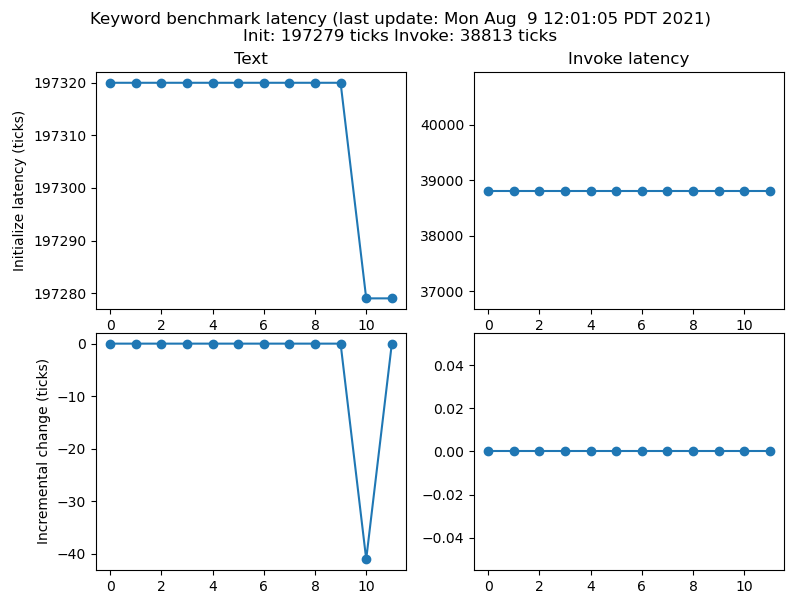 Keyword benchmark latency (last update: Mon Aug  9 12:01:05 PDT 2021)
Init: 197279 ticks Invoke: 38813 ticks
Text
Invoke latency
Initialize latency (ticks)
197320
197310
197300
197290
197280
0 2 4 6 8 10
40000
39000
38000
37000
0 2 4 6 8 10
Incremental change (ticks)
0
−10
−20
−30
−40
0 2 4 6 8 10
0.04
0.02
0.00
−0.02
−0.04
0 2 4 6 8 10